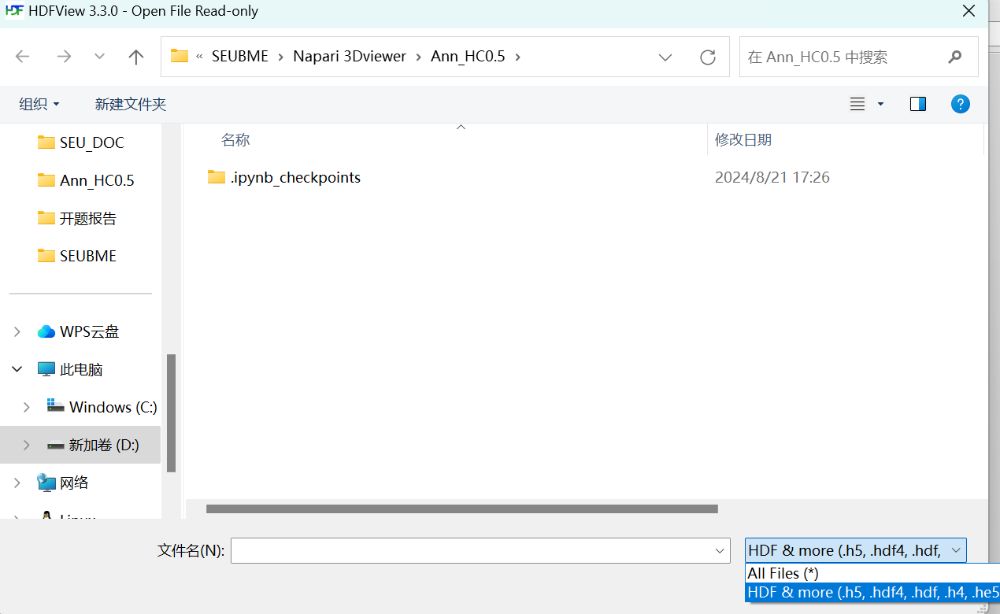 HDF HDFView 3.3.0 - Open File Read-only
« SEUBME › Napari 3Dviewer › Ann_HC0.5 ›
在 Ann_HC0.5 中搜索
组织
新建文件夹
?
SEU_DOC
Ann_HC0.5
开题报告
SEUBME
WPS云盘
此电脑
Windows (C:)
新加卷 (D:)
网络
Linux
名称
修改日期
.ipynb_checkpoints
2024/8/21 17:26
文件名(N):
HDF & more (.h5, .hdf4, .hdf,
All Files (*)
HDF & more (.h5, .hdf4, .hdf, .h4, .he5